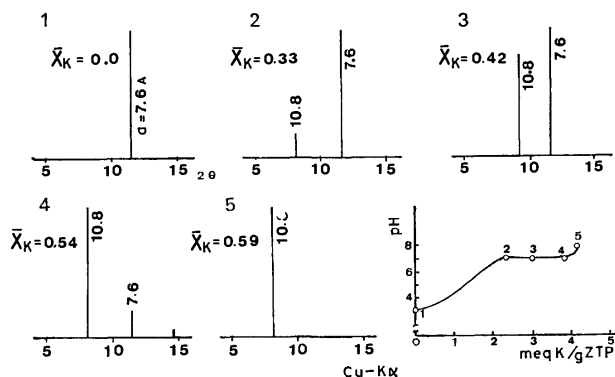 1
X̄K = 0.0
d=7.6 A
5 10 15 2θ
2
X̄K = 0.33
10.8
7.6
5 10 15
3
X̄K = 0.42
10.8
7.6
5 10 15
4
X̄K = 0.54
10.8
7.6
5 10 15
5
X̄K = 0.59
5 10 15
Cu-Kα
pH
8
6
4
1 2 3 4 5
0 1 2 3 4 5
meq K/gZTP